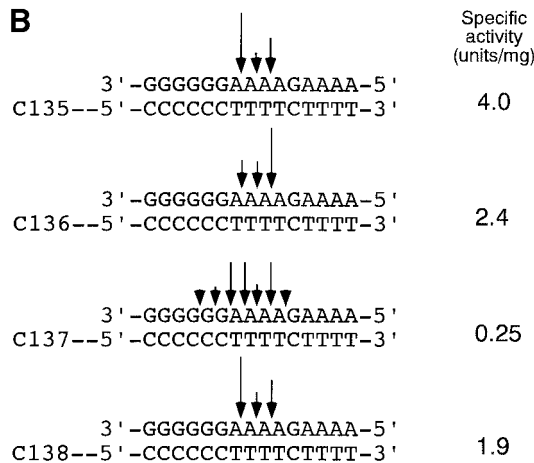 B
Specific
activity
(units/mg)
3'-GGGGGGAAAAGAAAA-5'
C135--5'-CCCCCCTTTTCTTTT-3'
4.0
3'-GGGGGGAAAAGAAAA-5'
C136--5'-CCCCCCTTTTCTTTT-3'
2.4
3'-GGGGGGAAAAGAAAA-5'
C137--5'-CCCCCCTTTTCTTTT-3'
0.25
3'-GGGGGGAAAAGAAAA-5'
C138--5'-CCCCCCTTTTCTTTT-3'
1.9